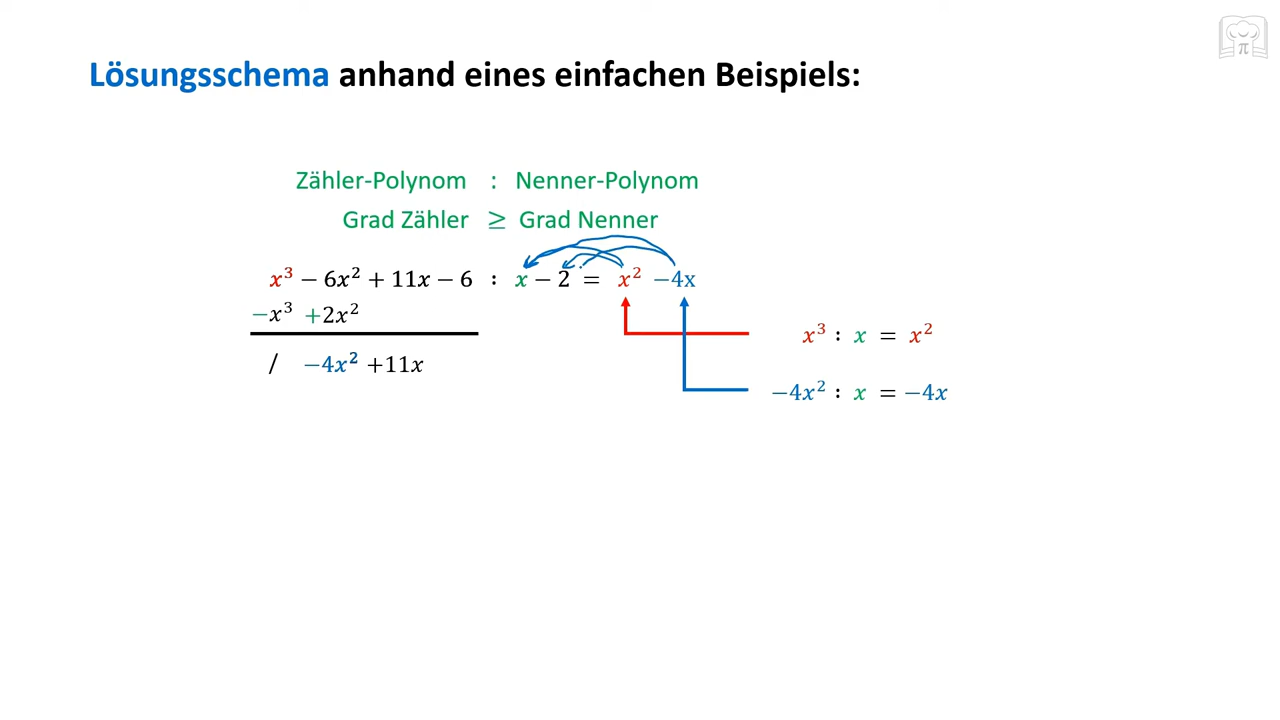 Lösungsschema anhand eines einfachen Beispiels:
Zähler-Polynom : Nenner-Polynom
Grad Zähler ≥ Grad Nenner
x³ − 6x² + 11x − 6 : x − 2 = x² −4x
−x³ +2x²
x³ : x = x²
/ −4x² +11x
−4x² : x = −4x
π